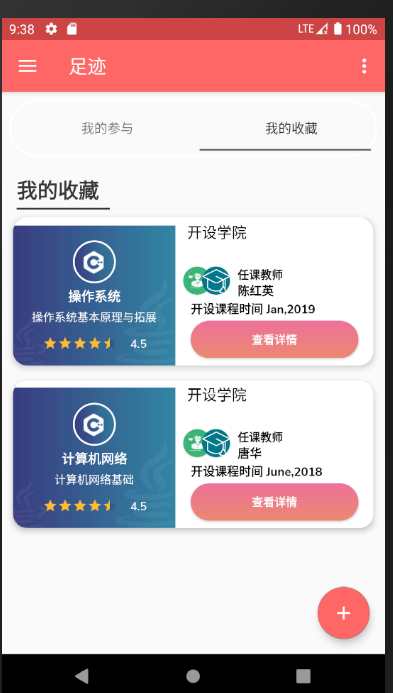 9:38 LTE 100%
足迹
我的参与 我的收藏
我的收藏
开设学院
操作系统
操作系统基本原理与拓展
4.5
任课教师
陈红英
开设课程时间 Jan,2019
查看详情
开设学院
计算机网络
计算机网络基础
4.5
任课教师
唐华
开设课程时间 June,2018
查看详情
+